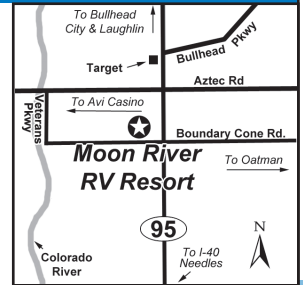 To Bullhead
City & Laughlin
Bullhead
Pkwy
Target
Aztec Rd
Veterans
Pkwy
To Avi Casino
Boundary Cone Rd.
Moon River
RV Resort
To Oatman
95
N
Colorado
River
To I-40
Needles